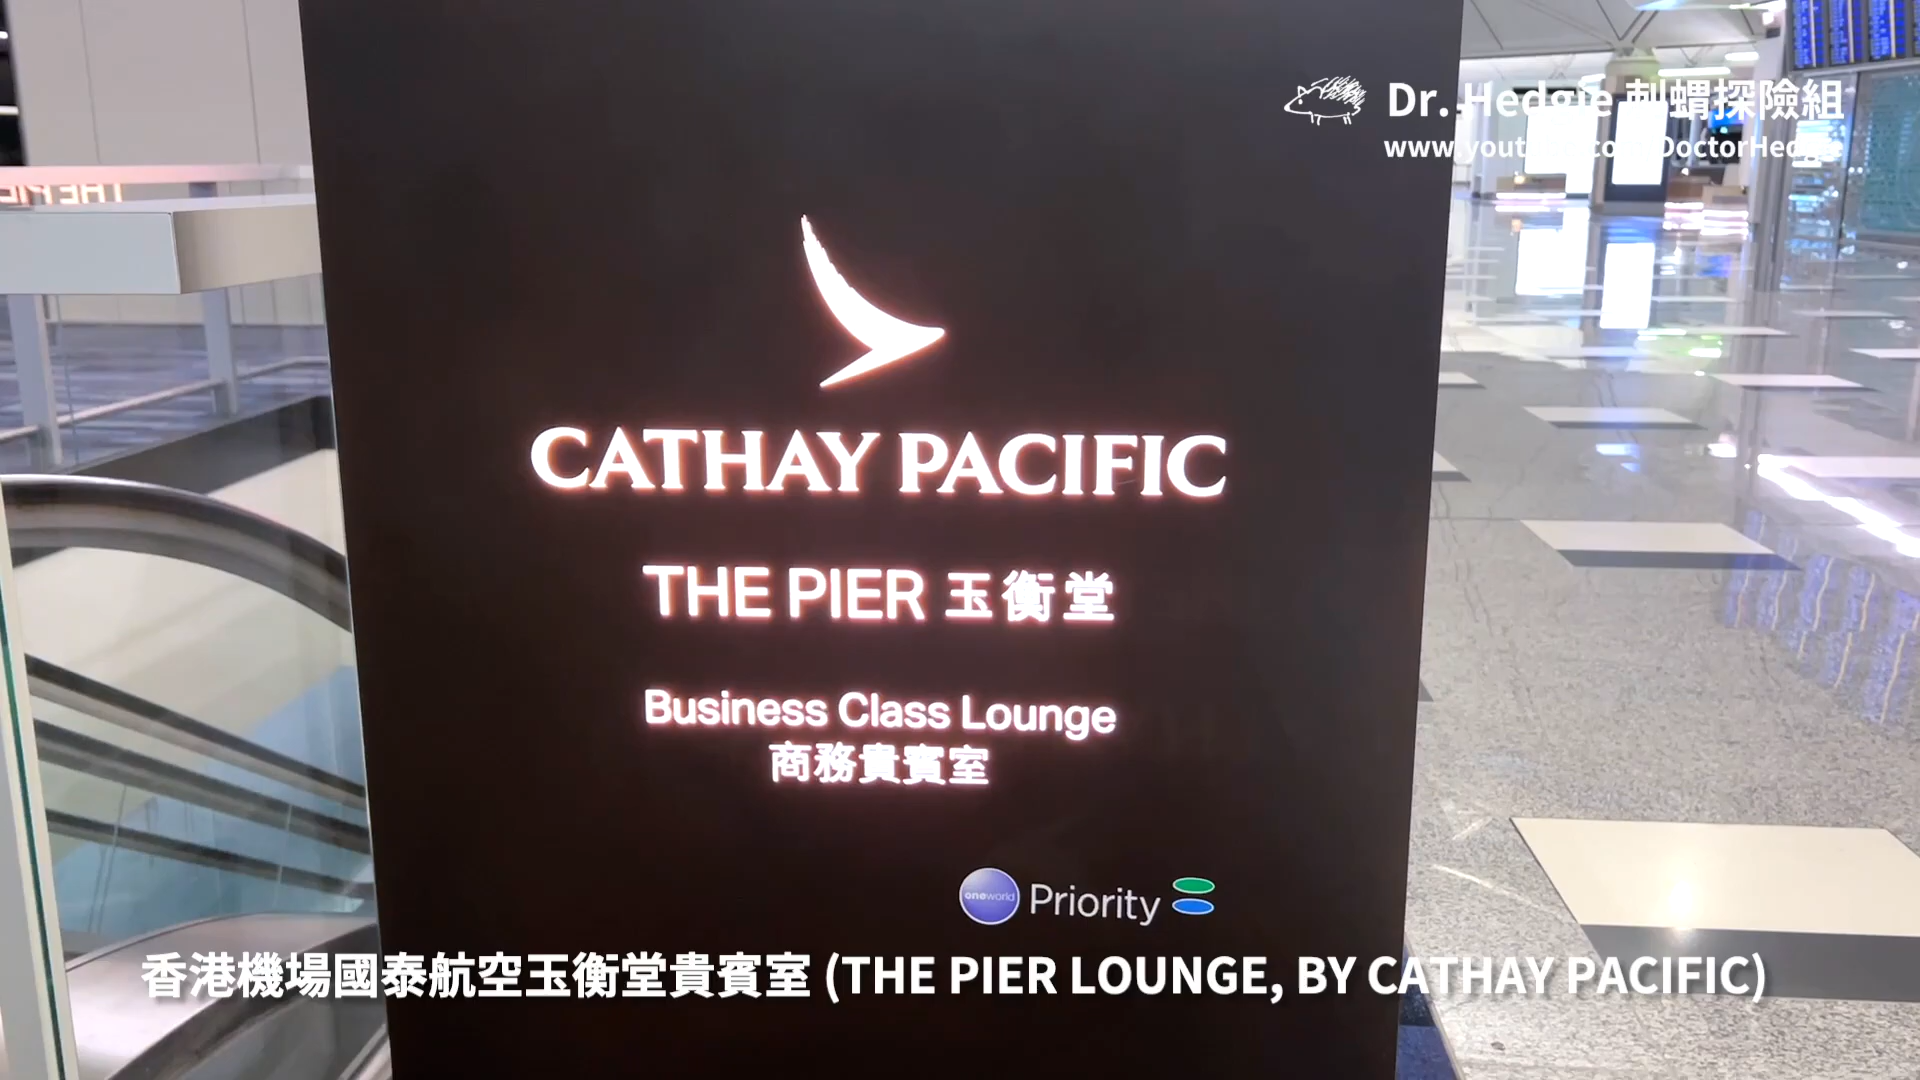 Dr. Hedgie 刺蝟探險組
CATHAY PACIFIC
THE PIER 玉衡堂
Business Class Lounge
商務貴賓室
oneworld Priority
香港機場國泰航空玉衡堂貴賓室 (THE PIER LOUNGE, BY CATHAY PACIFIC)